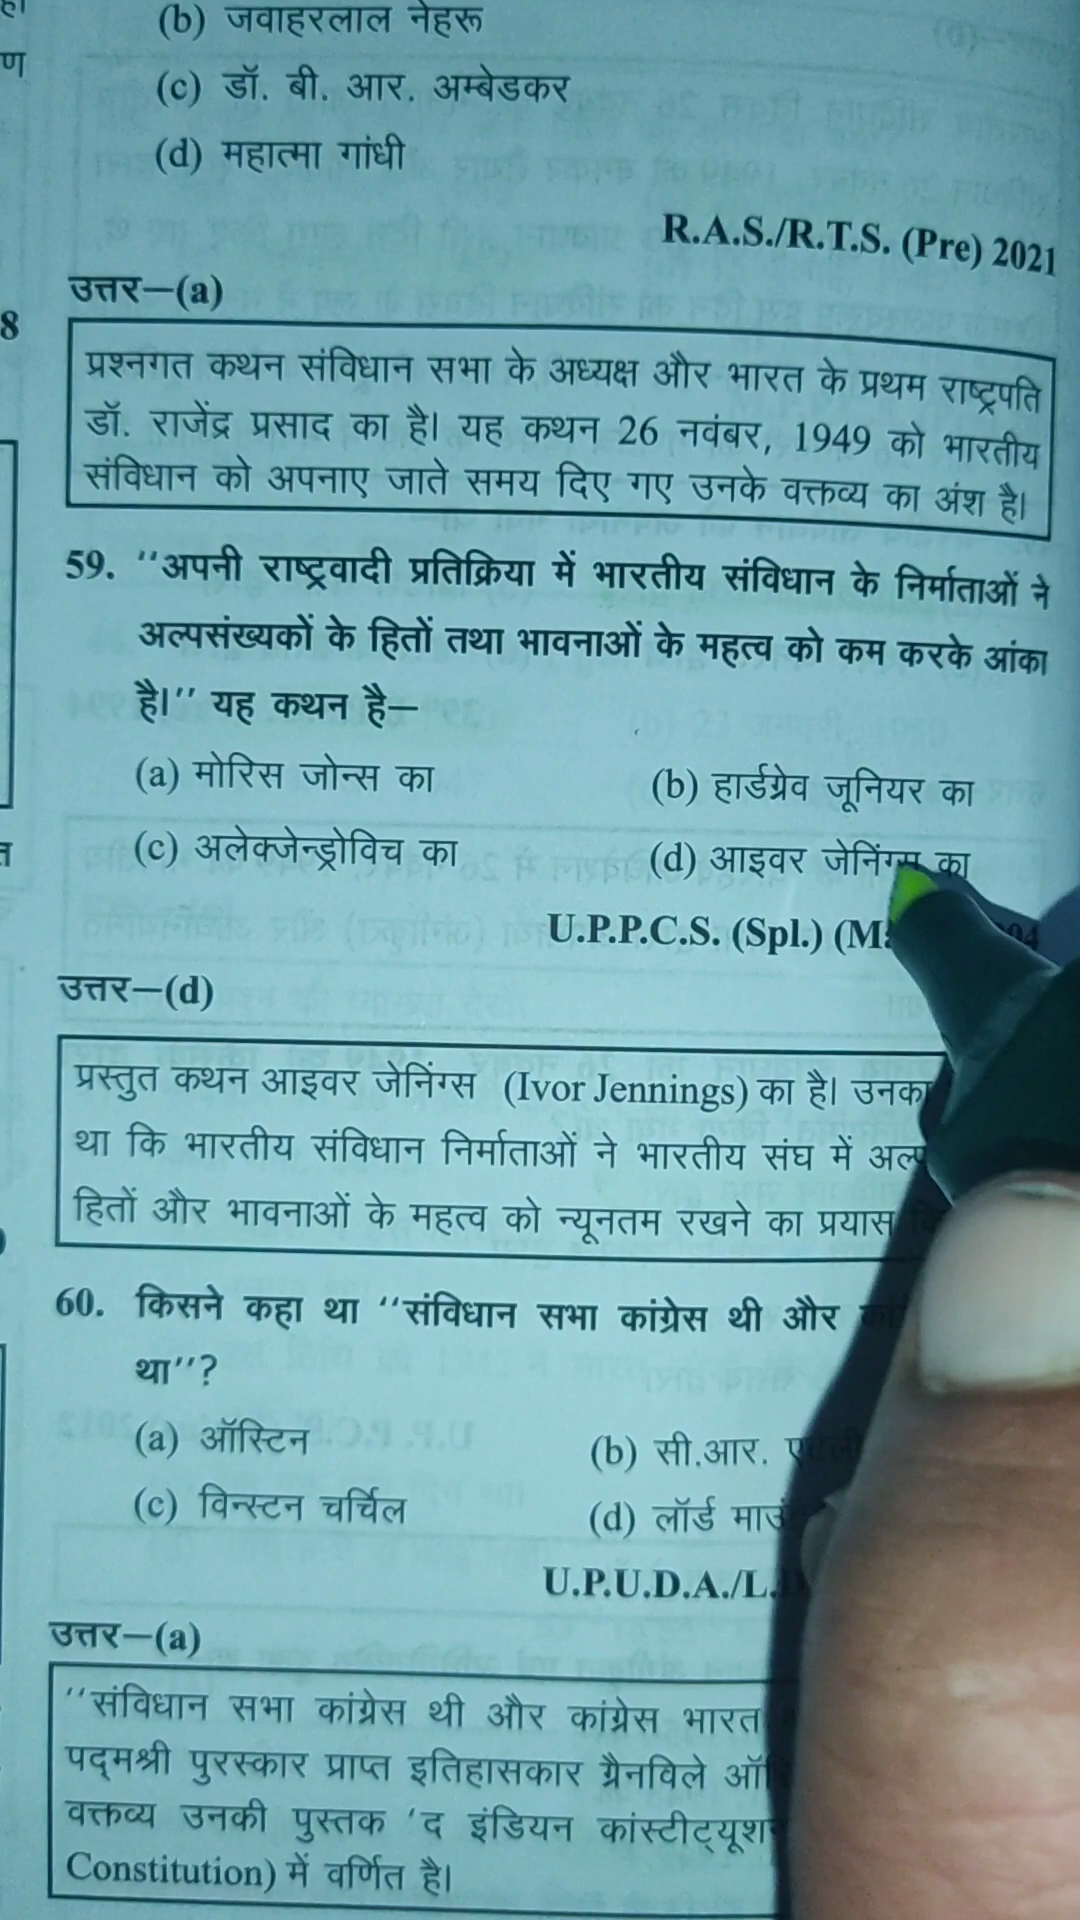 (b) जवाहरलाल नेहरू
ण
(c) डॉ. बी. आर. अम्बेडकर
(d) महात्मा गांधी
R.A.S./R.T.S. (Pre) 2021
उत्तर—(a)
8
प्रश्नगत कथन संविधान सभा के अध्यक्ष और भारत के प्रथम राष्ट्रपति
डॉ. राजेंद्र प्रसाद का है। यह कथन 26 नवंबर, 1949 को भारतीय
संविधान को अपनाए जाते समय दिए गए उनके वक्तव्य का अंश है।
59. ''अपनी राष्ट्रवादी प्रतिक्रिया में भारतीय संविधान के निर्माताओं ने
अल्पसंख्यकों के हितों तथा भावनाओं के महत्व को कम करके आंका
है।'' यह कथन है—
(a) मोरिस जोन्स का (b) हार्डग्रेव जूनियर का
(c) अलेक्जेन्ड्रोविच का (d) आइवर जेनिंग्स का
U.P.P.C.S. (Spl.)
उत्तर—(d)
प्रस्तुत कथन आइवर जेनिंग्स (Ivor Jennings) का है। उनका
था कि भारतीय संविधान निर्माताओं ने भारतीय संघ में
हितों और भावनाओं के महत्व को न्यूनतम रखने का प्रयास
60. किसने कहा था ''संविधान सभा कांग्रेस थी और
था''?
(a) ऑस्टिन (b) सी.आर.
(c) विन्स्टन चर्चिल (d) लॉर्ड
U.P.U.D.A./L.
उत्तर—(a)
''संविधान सभा कांग्रेस थी और कांग्रेस भारत
पद्मश्री पुरस्कार प्राप्त इतिहासकार ग्रैनविले
वक्तव्य उनकी पुस्तक 'द इंडियन
Constitution) में वर्णित है।